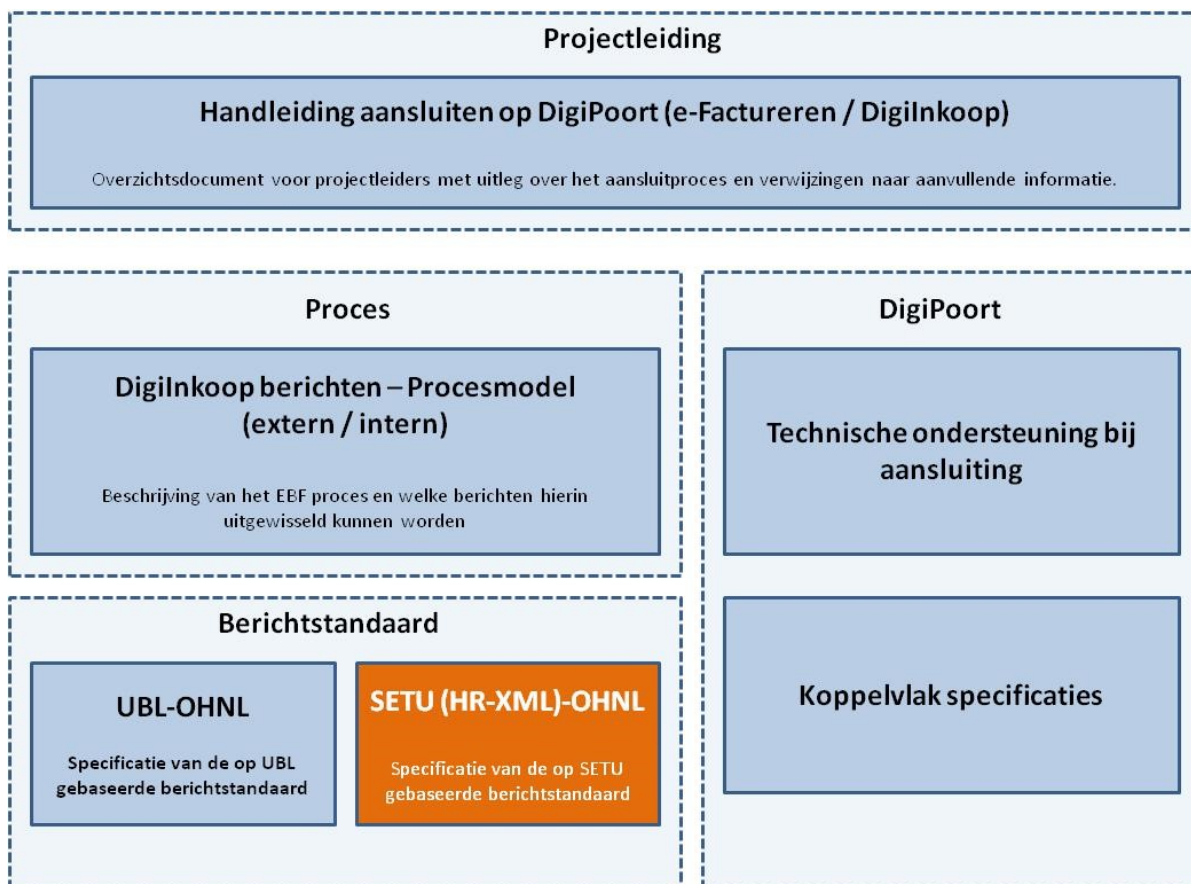 Projectleiding
Handleiding aansluiten op DigiPoort (e-Factureren / DigiInkoop)
Overzichtsdocument voor projectleiders met uitleg over het aansluitproces en verwijzingen naar aanvullende informatie.
Proces
DigiInkoop berichten – Procesmodel
(extern / intern)
Beschrijving van het EBF proces en welke berichten hierin
uitgewisseld kunnen worden
Berichtstandaard
UBL-OHNL
Specificatie van de op UBL
gebaseerde berichtstandaard
SETU (HR-XML)-OHNL
Specificatie van de op SETU
gebaseerde berichtstandaard
DigiPoort
Technische ondersteuning bij
aansluiting
Koppelvlak specificaties